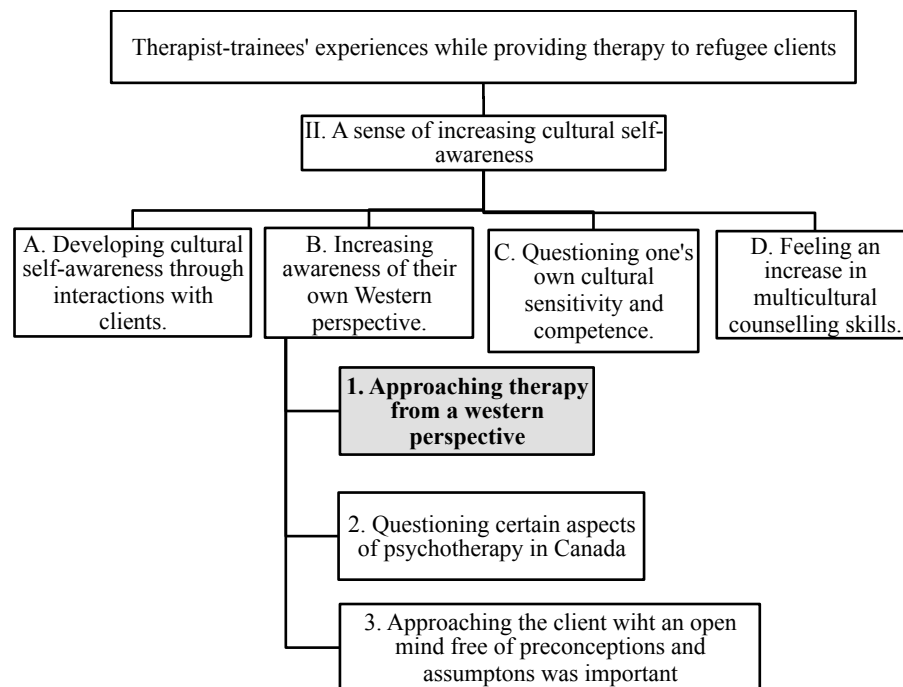 Therapist-trainees' experiences while providing therapy to refugee clients
II. A sense of increasing cultural self-
awareness
A. Developing cultural
self-awareness through
interactions with
clients.
B. Increasing
awareness of their
own Western
perspective.
C. Questioning one's
own cultural
sensitivity and
competence.
D. Feeling an
increase in
multicultural
counselling skills.
1. Approaching therapy
from a western
perspective
2. Questioning certain aspects
of psychotherapy in Canada
3. Approaching the client wiht an open
mind free of preconceptions and
assumptons was important